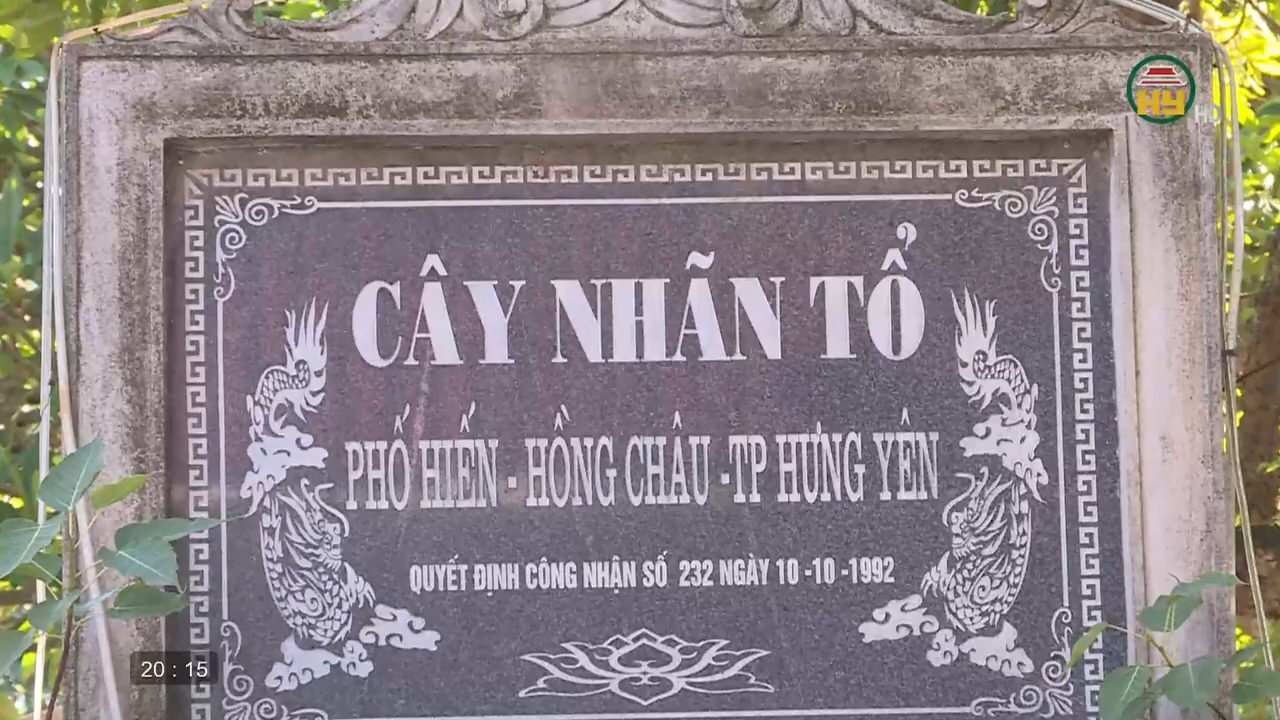 HY
CÂY NHÃN TỔ
PHỐ HIẾN - HỒNG CHÂU -TP HƯNG YÊN
QUYẾT ĐỊNH CÔNG NHẬN SỐ 232 NGÀY 10 -10 -1992
20 : 15